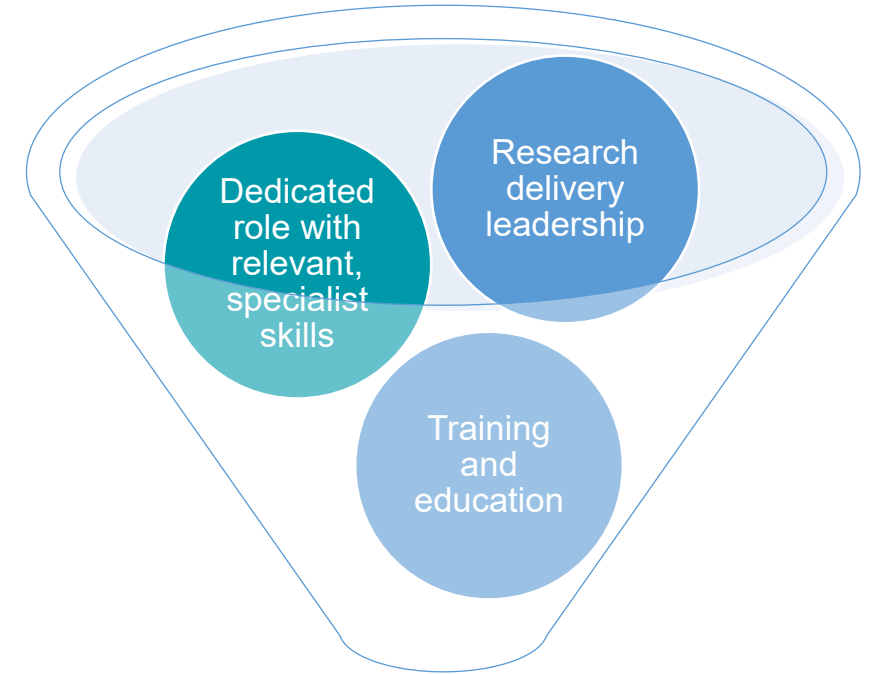 Dedicated
role with
relevant,
specialist
skills
Research
delivery
leadership
Training
and
education